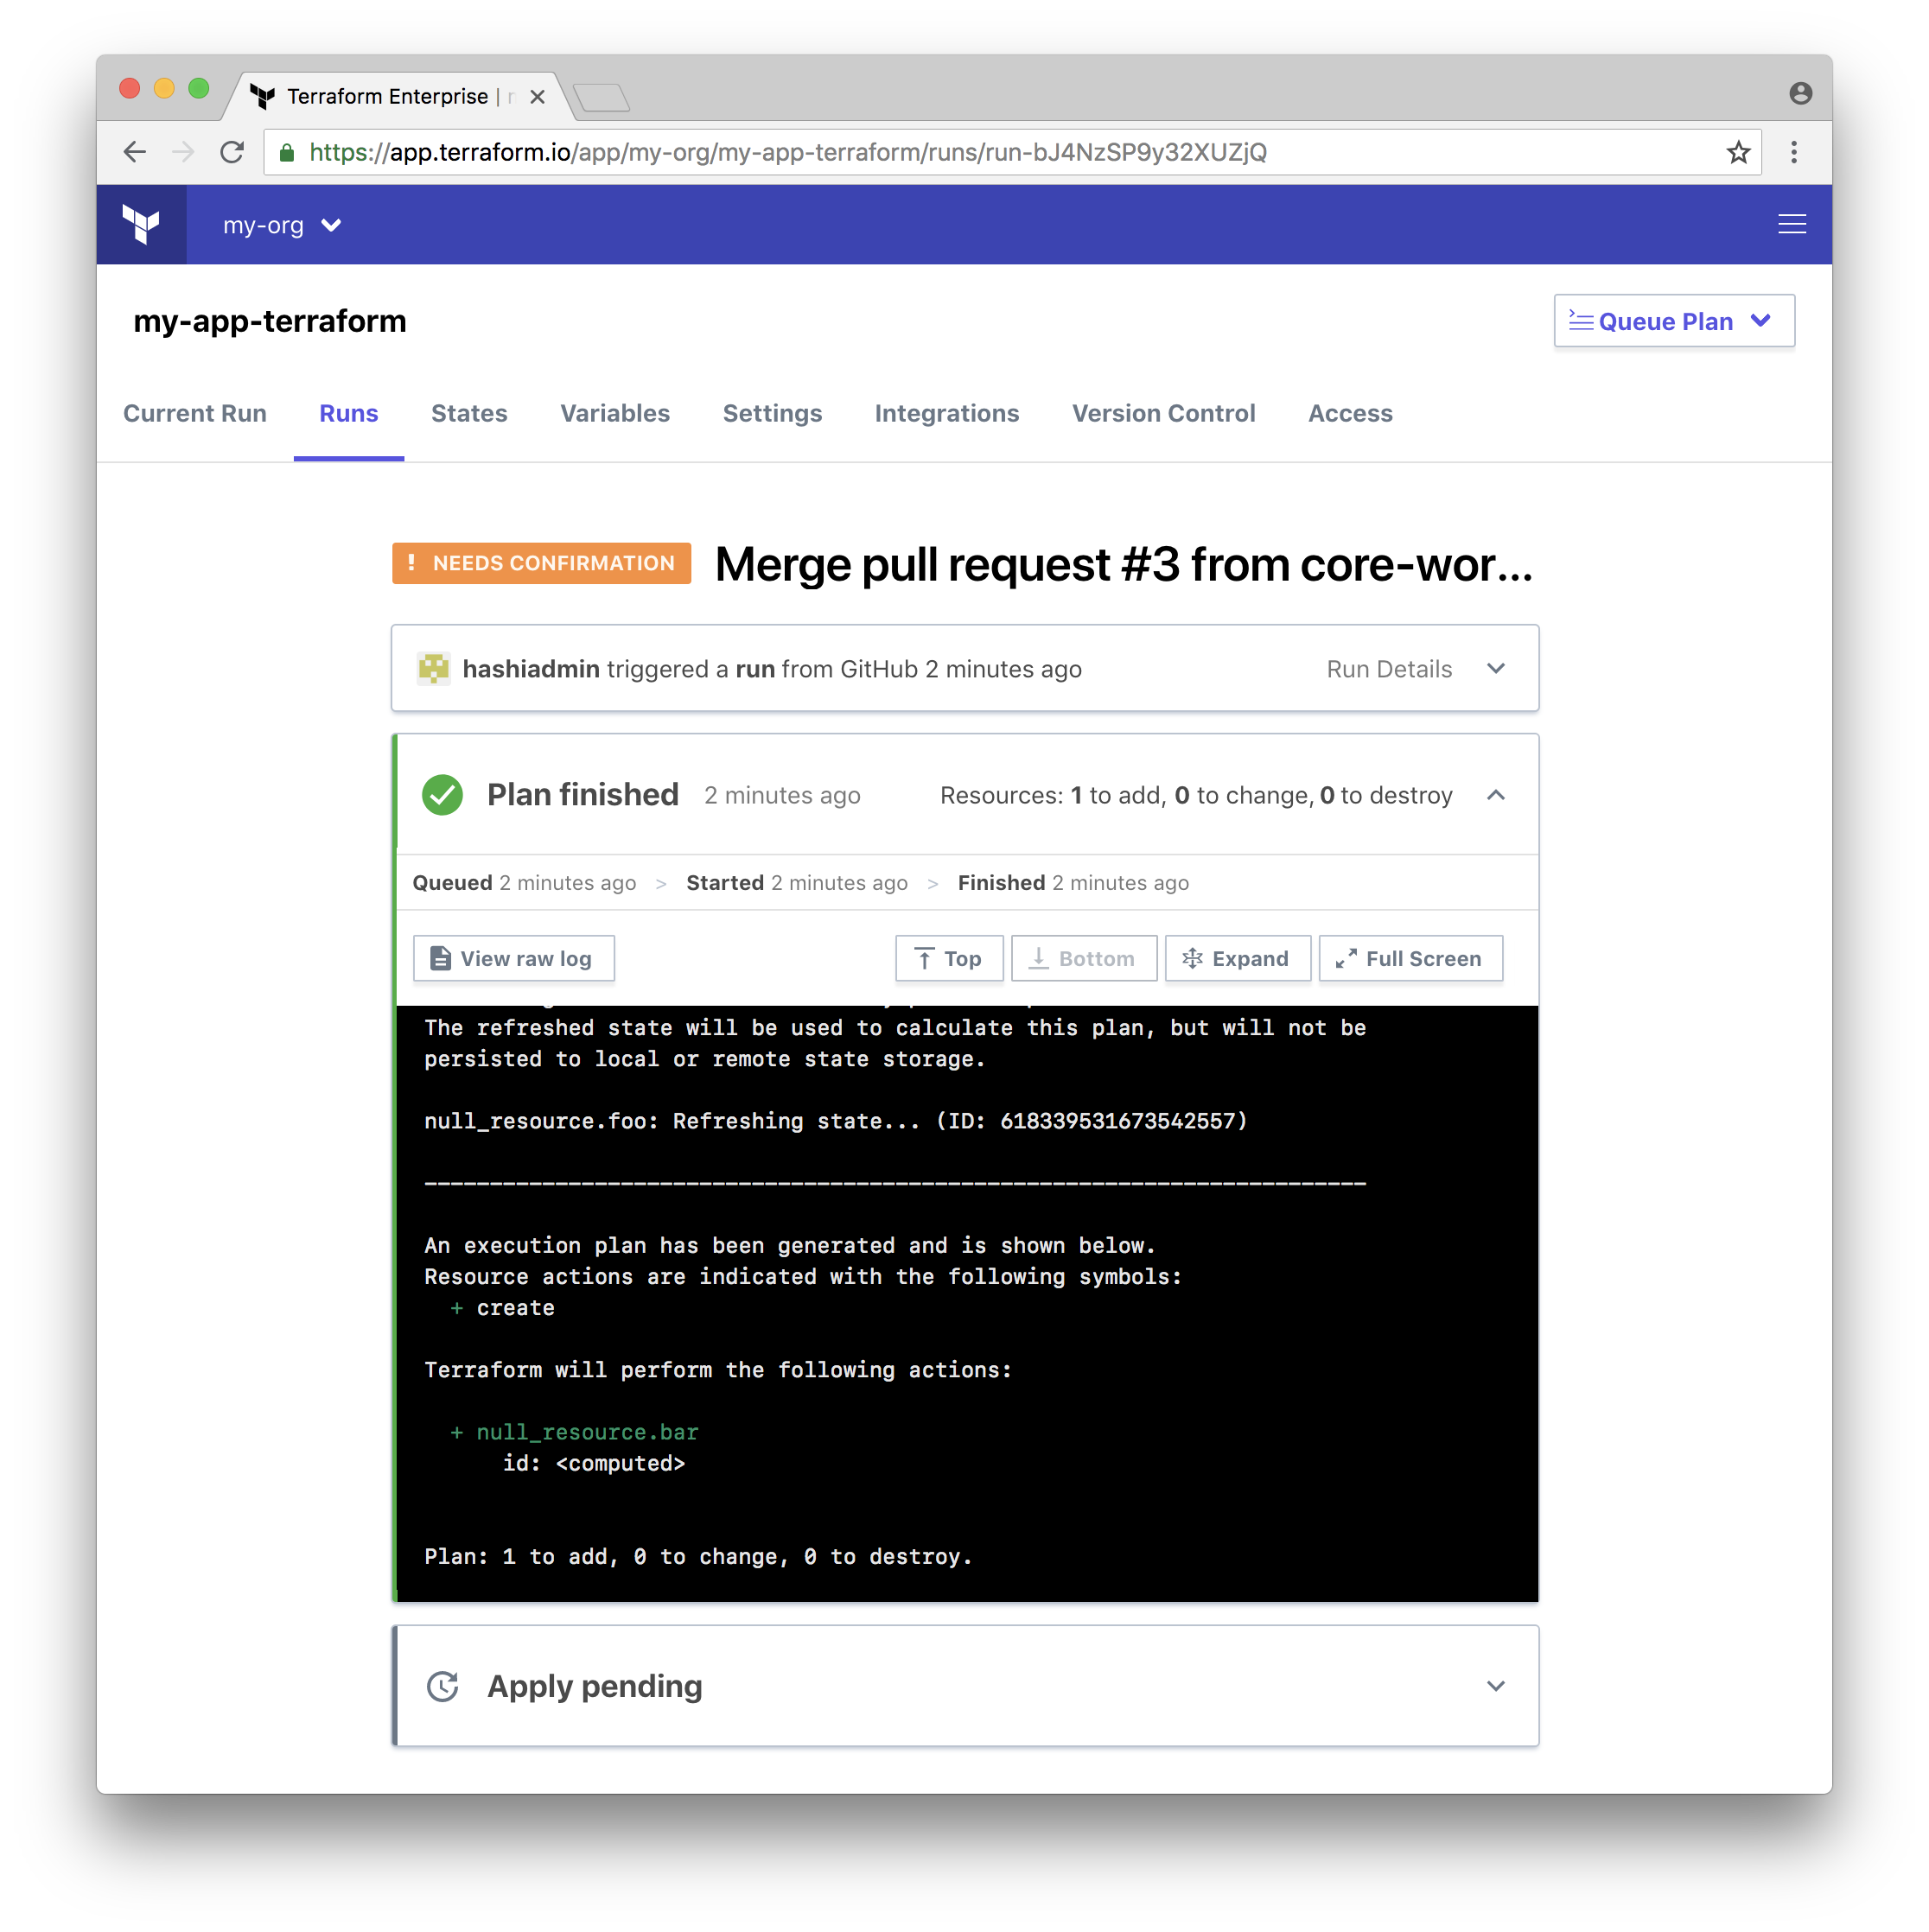 Terraform Enterprise |
https://app.terraform.io/app/my-org/my-app-terraform/runs/run-bJ4NzSP9y32XUZjQ
my-org
my-app-terraform
Queue Plan
Current Run Runs States Variables Settings Integrations Version Control Access
! NEEDS CONFIRMATION Merge pull request #3 from core-wor...
hashiadmin triggered a run from GitHub 2 minutes ago Run Details
Plan finished 2 minutes ago Resources: 1 to add, 0 to change, 0 to destroy
Queued 2 minutes ago > Started 2 minutes ago > Finished 2 minutes ago
View raw log Top Bottom Expand Full Screen
The refreshed state will be used to calculate this plan, but will not be
persisted to local or remote state storage.
null_resource.foo: Refreshing state... (ID: 618339531673542557)
------------------------------------------------------------------------
An execution plan has been generated and is shown below.
Resource actions are indicated with the following symbols:
+ create
Terraform will perform the following actions:
+ null_resource.bar
id: <computed>
Plan: 1 to add, 0 to change, 0 to destroy.
Apply pending